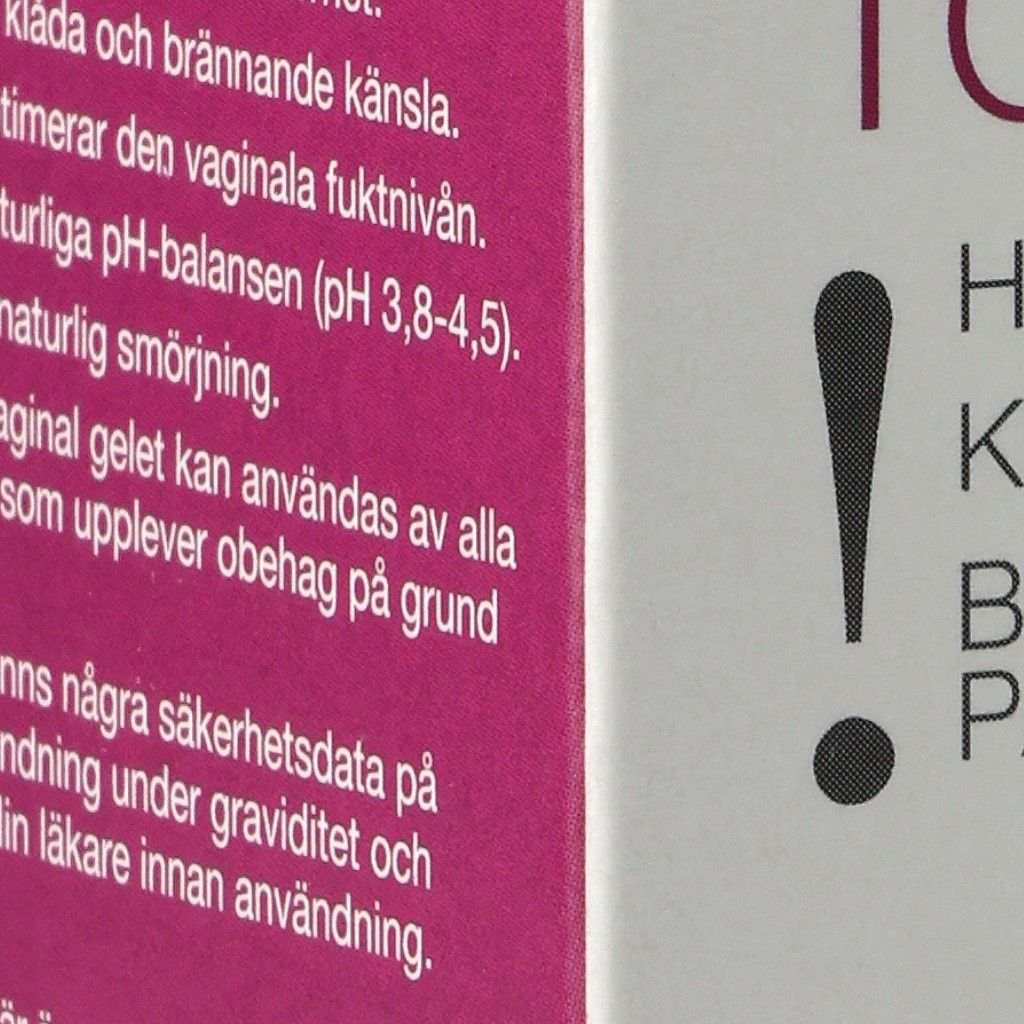 klåda och brännande känsla.
timerar den vaginala fuktnivån.
turliga pH-balansen (pH 3,8-4,5).
naturlig smörjning.
aginal gelet kan användas av alla
som upplever obehag på grund
nns några säkerhetsdata på
ndning under graviditet och
din läkare innan användning.
!
H
K
B
P